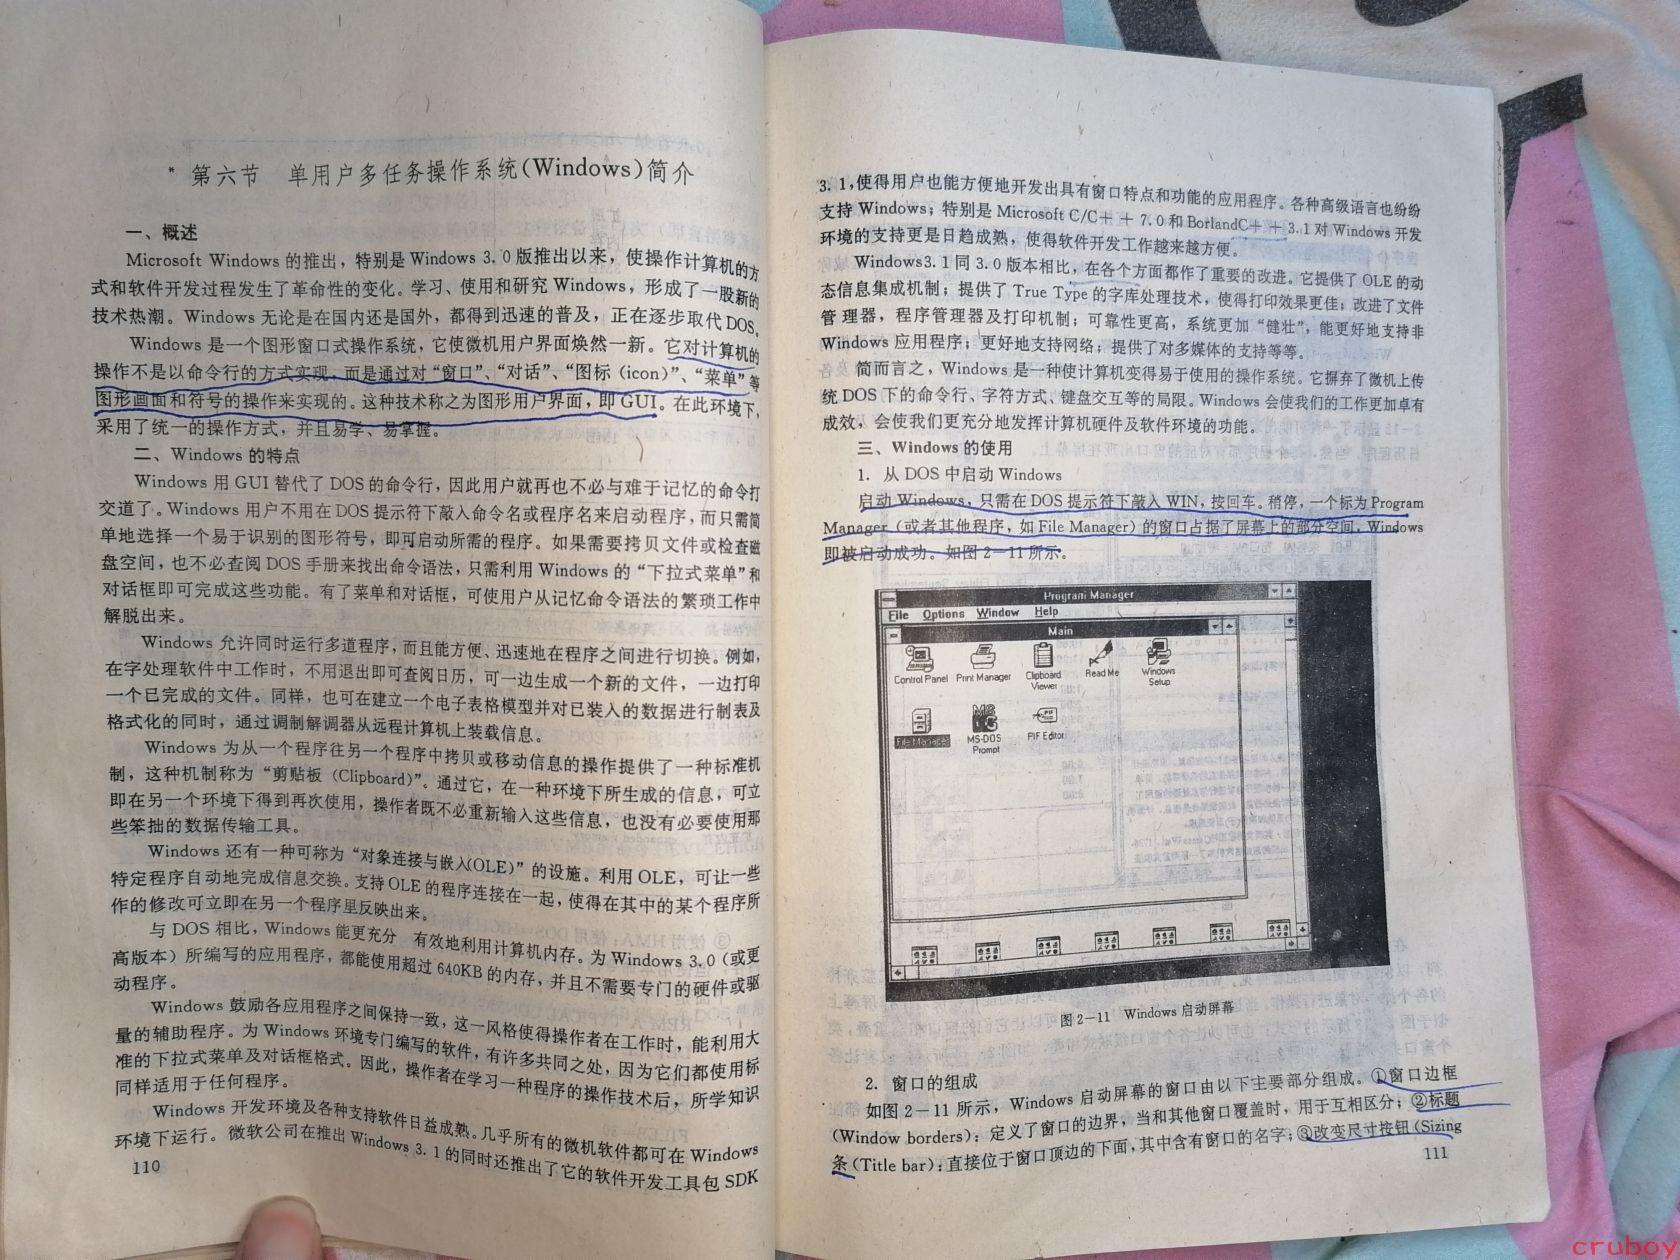 * 第六节 单用户多任务操作系统(Windows)简介
一、概述
Microsoft Windows 的推出，特别是 Windows 3.0版推出以来，使操作计算机的方
式和软件开发过程发生了革命性的变化。学习、使用和研究 Windows，形成了一股新的
技术热潮。Windows 无论是在国内还是国外，都得到迅速的普及，正在逐步取代 DOS。
Windows 是一个图形窗口式操作系统，它使微机用户界面焕然一新。它对计算机的
操作不是以命令行的方式实现，而是通过对“窗口”、“对话”、“图标（icon）”、“菜单”等
图形画面和符号的操作来实现的。这种技术称之为图形用户界面，即 GUI。在此环境下，
采用了统一的操作方式，并且易学、易掌握。
二、Windows 的特点
Windows 用 GUI 替代了 DOS 的命令行，因此用户就再也不必与难于记忆的命令打
交道了。Windows 用户不用在 DOS 提示符下敲入命令名或程序名来启动程序，而只需简
单地选择一个易于识别的图形符号，即可启动所需的程序。如果需要拷贝文件或检查磁
盘空间，也不必查阅 DOS 手册来找出命令语法，只需利用 Windows 的“下拉式菜单”和
对话框即可完成这些功能。有了菜单和对话框，可使用户从记忆命令语法的繁琐工作中
解脱出来。
Windows 允许同时运行多道程序，而且能方便、迅速地在程序之间进行切换。例如，
在字处理软件中工作时，不用退出即可查阅日历，可一边生成一个新的文件，一边打印
一个已完成的文件。同样，也可在建立一个电子表格模型并对已装入的数据进行制表及
格式化的同时，通过调制解调器从远程计算机上装载信息。
Windows 为从一个程序往另一个程序中拷贝或移动信息的操作提供了一种标准机
制，这种机制称为“剪贴板（Clipboard）”。通过它，在一种环境下所生成的信息，可立
即在另一个环境下得到再次使用，操作者既不必重新输入这些信息，也没有必要使用那
些笨拙的数据传输工具。
Windows 还有一种可称为“对象连接与嵌入(OLE)”的设施。利用 OLE，可让一些
特定程序自动地完成信息交换。支持 OLE 的程序连接在一起，使得在其中的某个程序所
作的修改可立即在另一个程序里反映出来。
与 DOS 相比，Windows 能更充分 有效地利用计算机内存。为 Windows 3.0（或更
高版本）所编写的应用程序，都能使用超过 640KB 的内存，并且不需要专门的硬件或驱
动程序。
Windows 鼓励各应用程序之间保持一致，这一风格使得操作者在工作时，能利用大
量的辅助程序。为 Windows 环境专门编写的软件，有许多共同之处，因为它们都使用标
准的下拉式菜单及对话框格式。因此，操作者在学习一种程序的操作技术后，所学知识
同样适用于任何程序。
Windows 开发环境及各种支持软件日益成熟。几乎所有的微机软件都可在 Windows
环境下运行。微软公司在推出 Windows 3.1的同时还推出了它的软件开发工具包 SDK
110
3.1，使得用户也能方便地开发出具有窗口特点和功能的应用程序。各种高级语言也纷纷
支持 Windows；特别是 Microsoft C/C＋＋7.0和 BorlandC＋＋3.1对 Windows 开发
环境的支持更是日趋成熟，使得软件开发工作越来越方便。
Windows3.1同3.0版本相比，在各个方面都作了重要的改进。它提供了 OLE 的动
态信息集成机制；提供了 True Type 的字库处理技术，使得打印效果更佳；改进了文件
管理器，程序管理器及打印机制；可靠性更高，系统更加“健壮”，能更好地支持非
Windows 应用程序；更好地支持网络；提供了对多媒体的支持等等。
简而言之，Windows 是一种使计算机变得易于使用的操作系统。它摒弃了微机上传
统 DOS 下的命令行、字符方式、键盘交互等的局限。Windows 会使我们的工作更加卓有
成效，会使我们更充分地发挥计算机硬件及软件环境的功能。
三、Windows 的使用
1. 从 DOS 中启动 Windows
启动 Windows，只需在 DOS 提示符下敲入 WIN，按回车。稍停，一个标为 Program
Manager（或者其他程序，如 File Manager）的窗口占据了屏幕上的部分空间，Windows
即被启动成功。如图2－11所示。
Program Manager
File Options Window Help
Main
Control Panel Print Manager Clipboard Viewer Read Me Windows Setup
File Manager MS-DOS Prompt PIF Editor
图2－11 Windows 启动屏幕
2. 窗口的组成
如图2－11所示，Windows 启动屏幕的窗口由以下主要部分组成。①窗口边框
(Window borders)：定义了窗口的边界，当和其他窗口覆盖时，用于互相区分；②标题
条(Title bar)：直接位于窗口顶边的下面，其中含有窗口的名字；③改变尺寸按钮(Sizing
111
cruboy